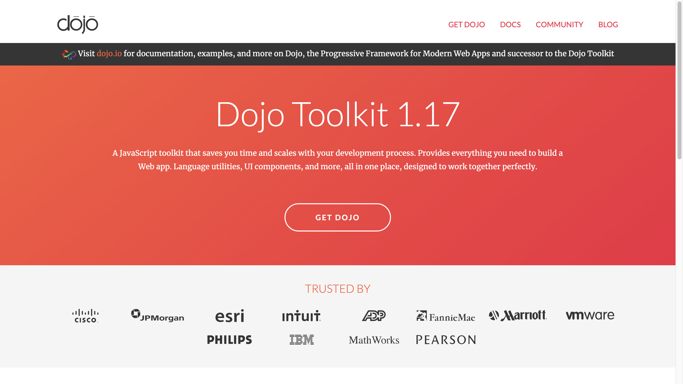 dojo
GET DOJO DOCS COMMUNITY BLOG
Visit dojo.io for documentation, examples, and more on Dojo, the Progressive Framework for Modern Web Apps and successor to the Dojo Toolkit
Dojo Toolkit 1.17
A JavaScript toolkit that saves you time and scales with your development process. Provides everything you need to build a
Web app. Language utilities, UI components, and more, all in one place, designed to work together perfectly.
GET DOJO
TRUSTED BY
CISCO JPMorgan esri intuit ADP FannieMae Marriott vmware
PHILIPS IBM MathWorks PEARSON